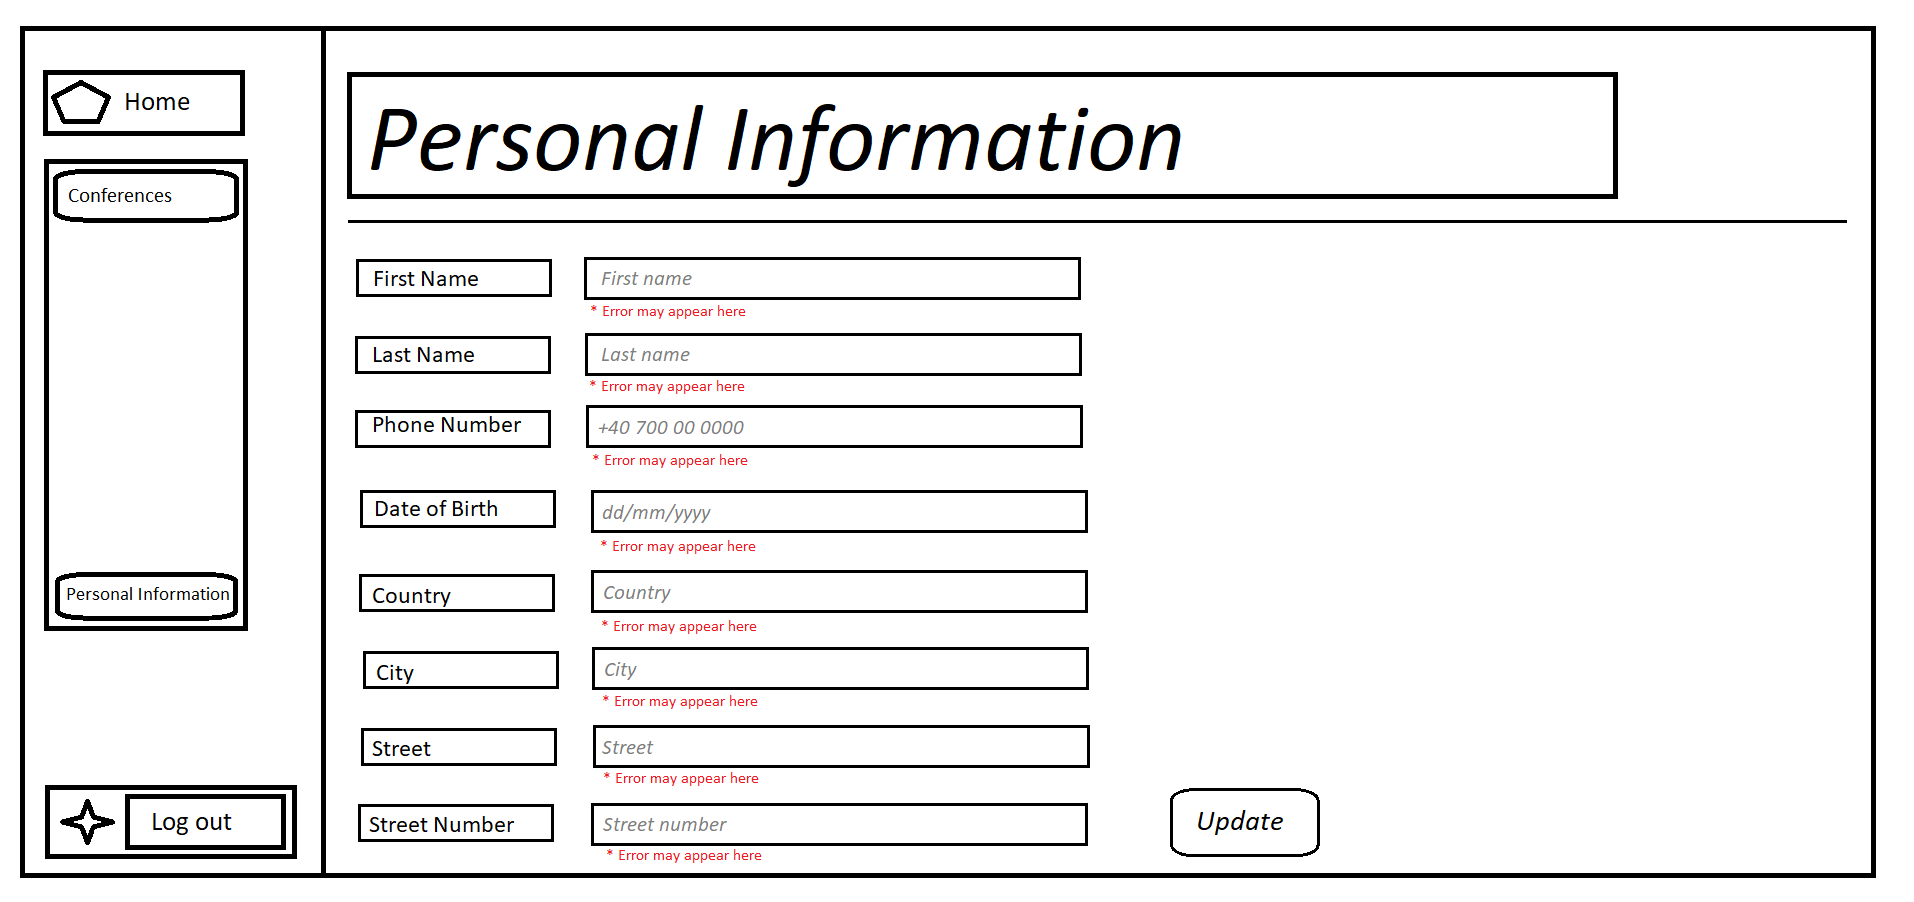 Home
Conferences
Personal Information
Log out
Personal Information
First Name
First name
* Error may appear here
Last Name
Last name
* Error may appear here
Phone Number
+40 700 00 0000
* Error may appear here
Date of Birth
dd/mm/yyyy
* Error may appear here
Country
Country
* Error may appear here
City
City
* Error may appear here
Street
Street
* Error may appear here
Street Number
Street number
* Error may appear here
Update